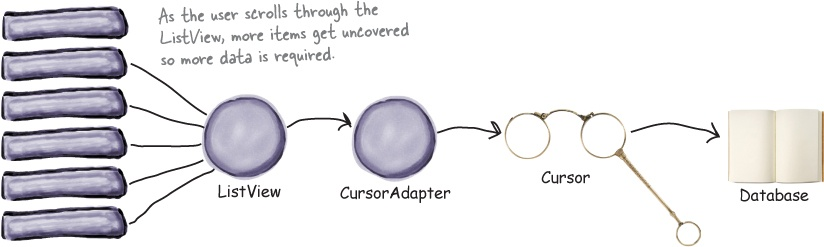 As the user scrolls through the
ListView, more items get uncovered
so more data is required.
ListView
CursorAdapter
Cursor
Database